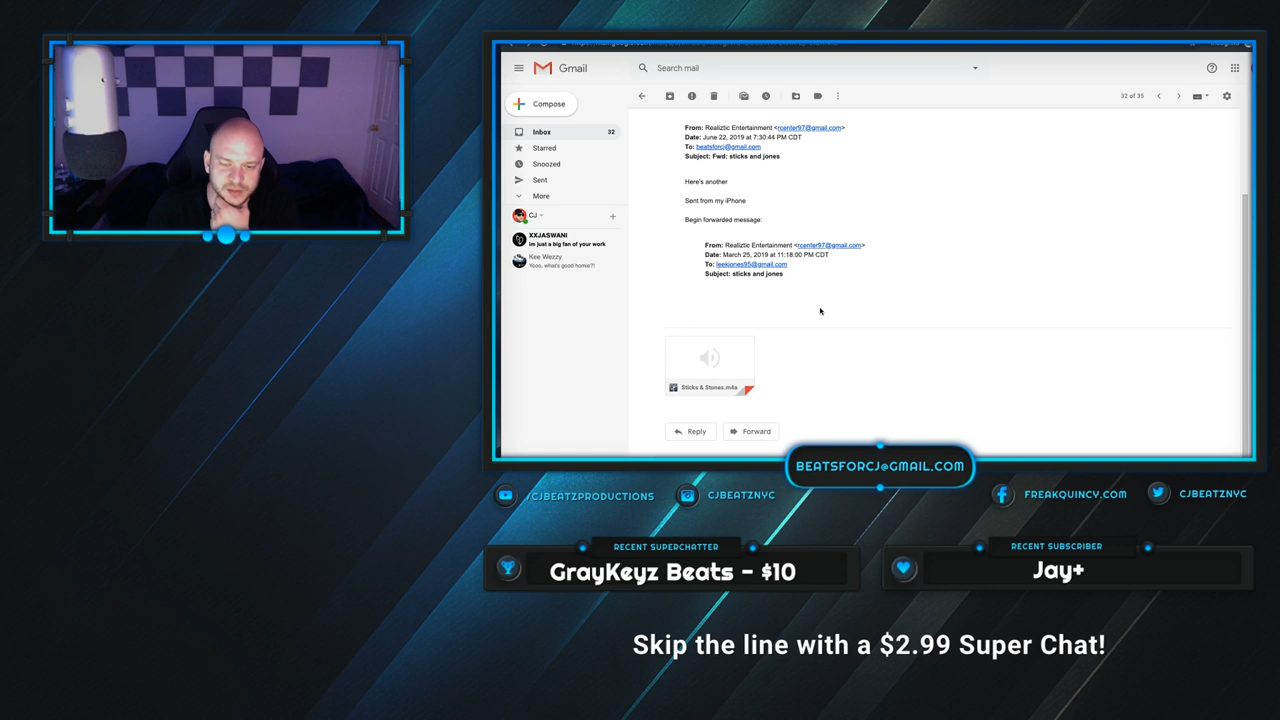 Gmail
Search mail
Compose
32 of 35
Inbox 32
Starred
Snoozed
Sent
More
CJ
XXJASWANI
im just a big fan of your work
Kee Wezzy
Yooo, what's good homie?!
From: Realiztic Entertainment <rcenter97@gmail.com>
Date: June 22, 2019 at 7:30:44 PM CDT
To: beatsforcj@gmail.com
Subject: Fwd: sticks and jones
Here's another
Sent from my iPhone
Begin forwarded message:
From: Realiztic Entertainment <rcenter97@gmail.com>
Date: March 25, 2019 at 11:18:00 PM CDT
To: leekjones95@gmail.com
Subject: sticks and jones
Sticks & Stones.m4a
Reply
Forward
BEATSFORCJ@GMAIL.COM
/CJBEATZPRODUCTIONS
CJBEATZNYC
FREAKQUINCY.COM
CJBEATZNYC
RECENT SUPERCHATTER
GrayKeyz Beats - $10
RECENT SUBSCRIBER
Jay+
Skip the line with a $2.99 Super Chat!